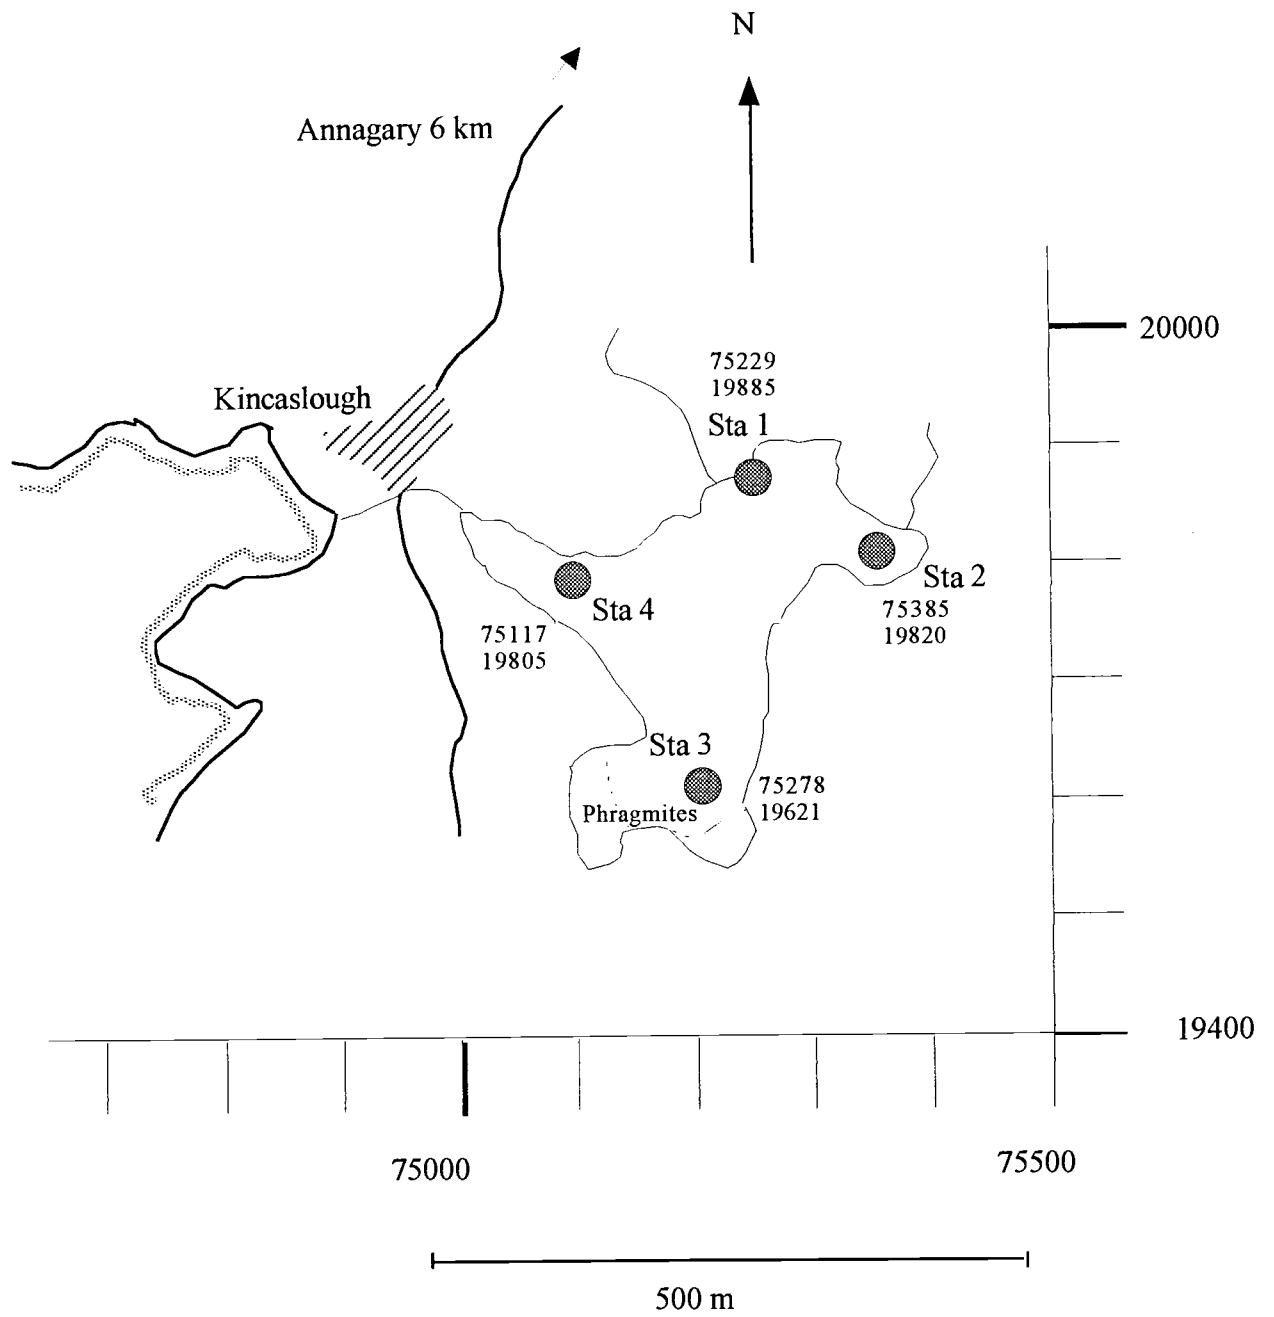 N
Annagary 6 km
20000
75229
19885
Kincaslough
Sta 1
Sta 2
75385
19820
Sta 4
75117
19805
Sta 3
75278
19621
Phragmites
19400
75000
75500
500 m